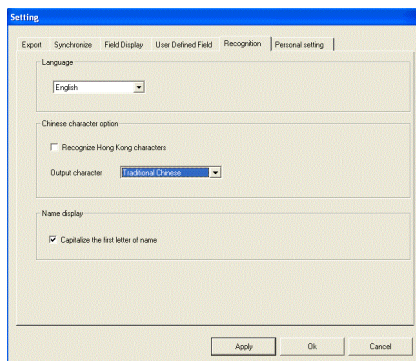 Setting
Export Synchronize Field Display User Defined Field Recognition Personal setting
Language
English
Chinese character option
Recognize Hong Kong characters
Output character Traditional Chinese
Name display
Capitalize the first letter of name
Apply Ok Cancel